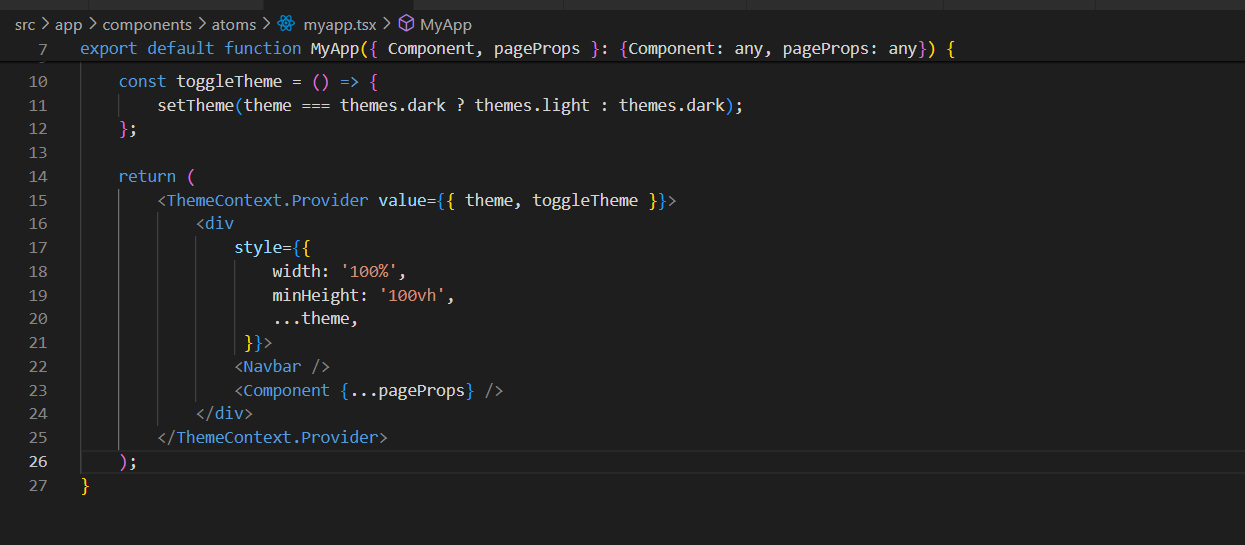 src > app > components > atoms > myapp.tsx > MyApp
7 export default function MyApp({ Component, pageProps }: {Component: any, pageProps: any}) {
10 const toggleTheme = () => {
11 setTheme(theme === themes.dark ? themes.light : themes.dark);
12 };
13
14 return (
15 <ThemeContext.Provider value={{ theme, toggleTheme }}>
16 <div
17 style={{
18 width: '100%',
19 minHeight: '100vh',
20 ...theme,
21 }}>
22 <Navbar />
23 <Component {...pageProps} />
24 </div>
25 </ThemeContext.Provider>
26 );
27 }